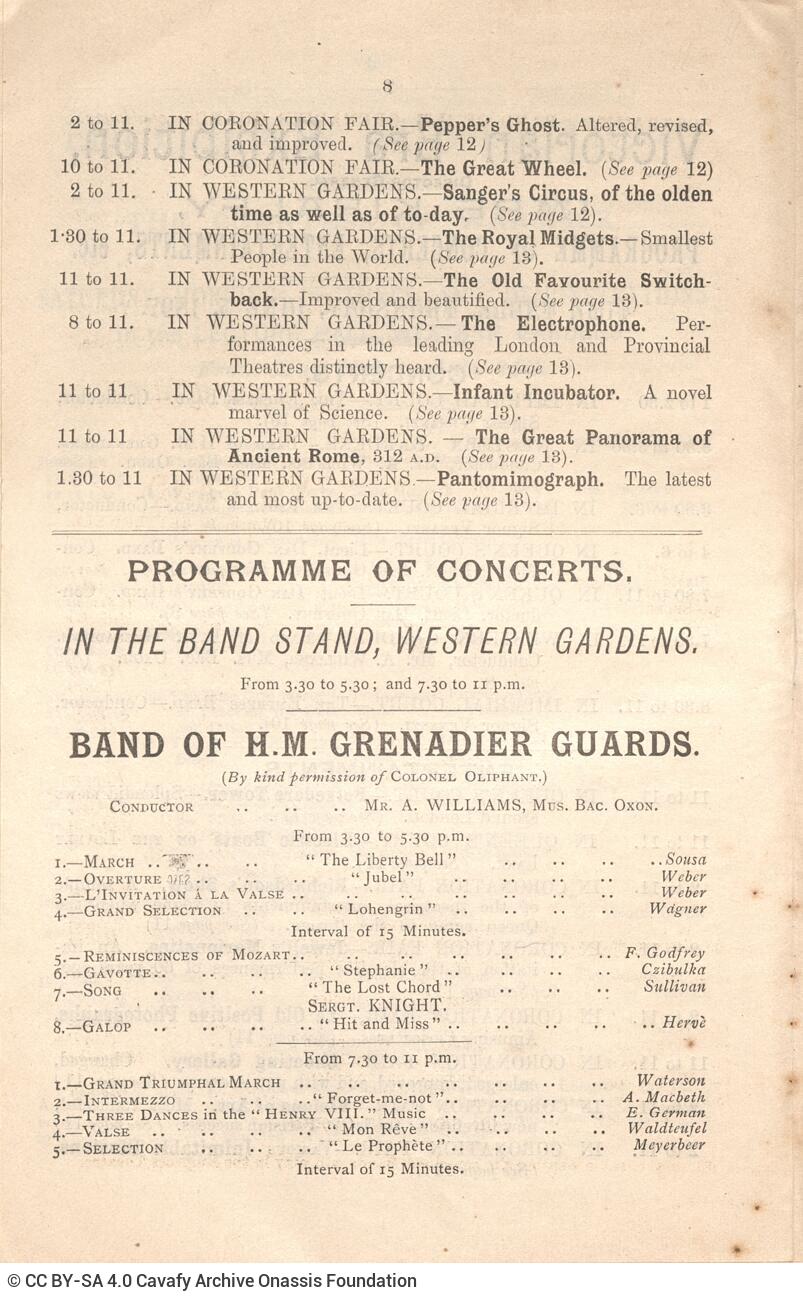 8
2 to 11. IN CORONATION FAIR.—Pepper's Ghost. Altered, revised,
and improved. (See page 12)
10 to 11. IN CORONATION FAIR.—The Great Wheel. (See page 12)
2 to 11. IN WESTERN GARDENS.—Sanger's Circus, of the olden
time as well as of to-day. (See page 12).
1·30 to 11. IN WESTERN GARDENS.—The Royal Midgets.—Smallest
People in the World. (See page 13).
11 to 11. IN WESTERN GARDENS.—The Old Favourite Switch-
back.—Improved and beautified. (See page 13).
8 to 11. IN WESTERN GARDENS.—The Electrophone. Per-
formances in the leading London and Provincial
Theatres distinctly heard. (See page 13).
11 to 11 IN WESTERN GARDENS.—Infant Incubator. A novel
marvel of Science. (See page 13).
11 to 11 IN WESTERN GARDENS. — The Great Panorama of
Ancient Rome, 312 A.D. (See page 13).
1.30 to 11 IN WESTERN GARDENS.—Pantomimograph. The latest
and most up-to-date. (See page 13).
PROGRAMME OF CONCERTS.
IN THE BAND STAND, WESTERN GARDENS.
From 3.30 to 5.30; and 7.30 to 11 p.m.
BAND OF H.M. GRENADIER GUARDS.
(By kind permission of COLONEL OLIPHANT.)
CONDUCTOR .. .. .. MR. A. WILLIAMS, MUS. BAC. OXON.
From 3.30 to 5.30 p.m.
1.—MARCH .. .. .. "The Liberty Bell" .. .. .. ..Sousa
2.—OVERTURE .. .. .. "Jubel" .. .. .. .. Weber
3.—L'INVITATION À LA VALSE .. .. .. .. .. .. .. Weber
4.—GRAND SELECTION .. .. "Lohengrin" .. .. .. .. Wagner
Interval of 15 Minutes.
5.—REMINISCENCES OF MOZART.. .. .. .. .. .. .. F. Godfrey
6.—GAVOTTE.. .. .. .. "Stephanie" .. .. .. .. Czibulka
7.—SONG .. .. .. "The Lost Chord" .. .. .. Sullivan
SERGT. KNIGHT.
8.—GALOP .. .. .. .. "Hit and Miss" .. .. .. .. .. Hervè
From 7.30 to 11 p.m.
1.—GRAND TRIUMPHAL MARCH .. .. .. .. .. .. .. Waterson
2.—INTERMEZZO .. .. .."Forget-me-not".. .. .. .. A. Macbeth
3.—THREE DANCES in the "HENRY VIII." Music .. .. .. .. E. German
4.—VALSE .. .. .. .. "Mon Rêve" .. .. .. .. Waldteufel
5.—SELECTION .. .. .. "Le Prophète" .. .. .. .. Meyerbeer
Interval of 15 Minutes.
© CC BY-SA 4.0 Cavafy Archive Onassis Foundation